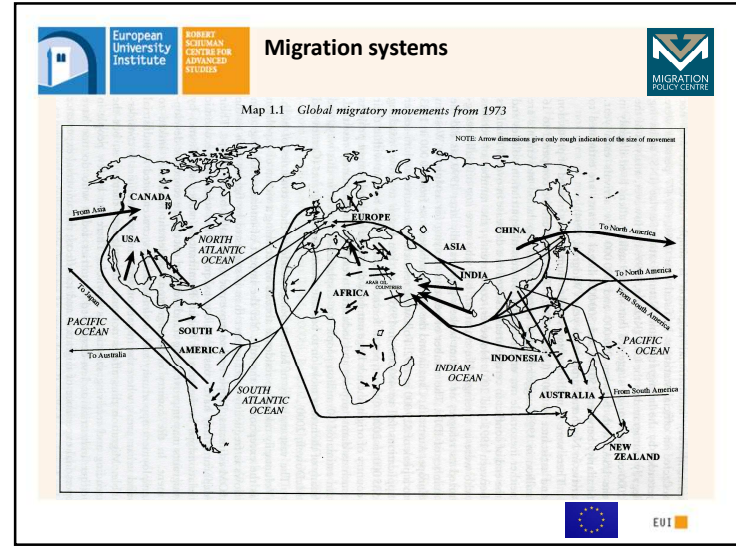 European
University
Institute
ROBERT
SCHUMAN
CENTRE FOR
ADVANCED
STUDIES
Migration systems
MIGRATION
POLICY CENTRE
Map 1.1 Global migratory movements from 1973
NOTE: Arrow dimensions give only rough indication of the size of movement
From Asia
CANADA
USA
NORTH
ATLANTIC
OCEAN
EUROPE
ASIA
CHINA
To North America
INDIA
ARAB OIL
COUNTRIES
AFRICA
To North America
To Japan
PACIFIC
OCEAN
SOUTH
AMERICA
To Australia
From South America
INDONESIA
PACIFIC
OCEAN
INDIAN
OCEAN
SOUTH
ATLANTIC
OCEAN
AUSTRALIA
From South America
NEW
ZEALAND
EUI